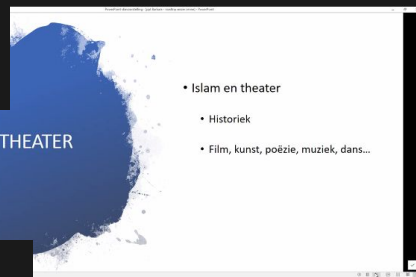 THEATER
• Islam en theater
• Historiek
• Film, kunst, poëzie, muziek, dans...